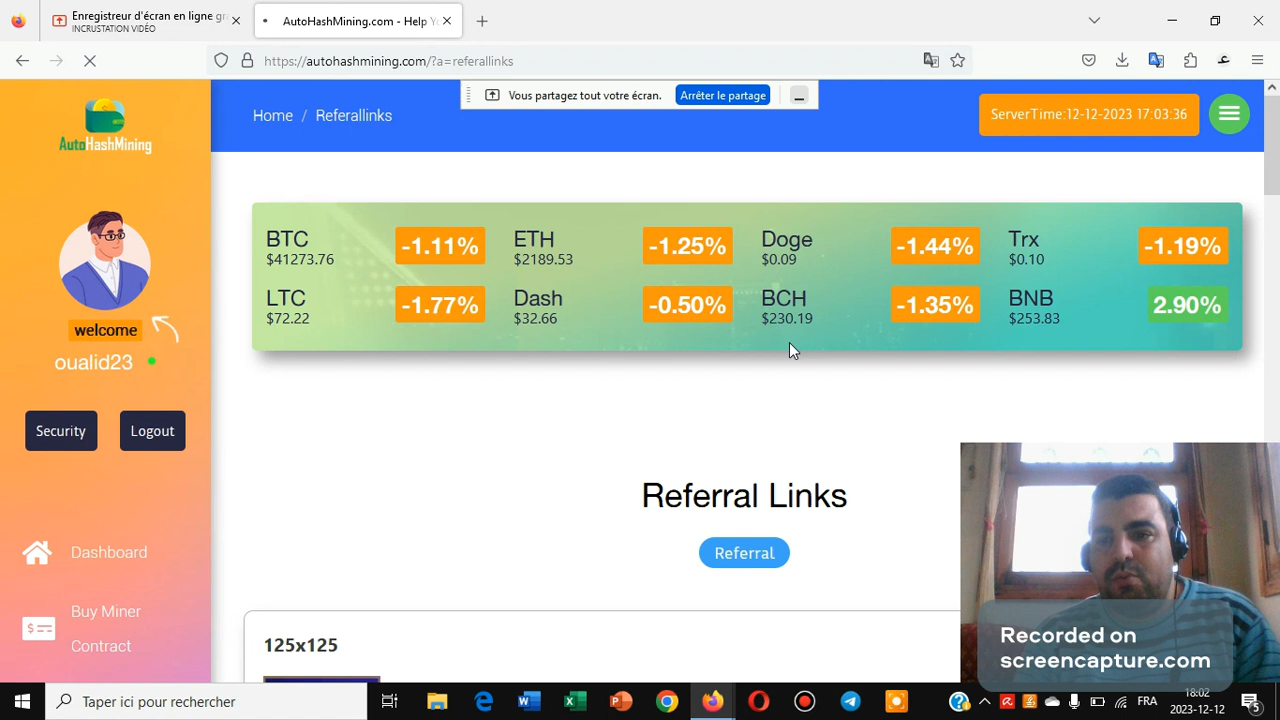 Enregistreur d'écran en ligne gra
INCRUSTATION VIDÉO
AutoHashMining.com - Help Yo
https://autohashmining.com/?a=referallinks
Vous partagez tout votre écran.
Arrêter le partage
AutoHashMining
Home / Referallinks
ServerTime:12-12-2023 17:03:36
BTC
$41273.76
-1.11%
ETH
$2189.53
-1.25%
Doge
$0.09
-1.44%
Trx
$0.10
-1.19%
LTC
$72.22
-1.77%
Dash
$32.66
-0.50%
BCH
$230.19
-1.35%
BNB
$253.83
2.90%
welcome
oualid23
Security
Logout
Dashboard
Buy Miner
Contract
Referral Links
Referral
125x125
Recorded on
screencapture.com
Taper ici pour rechercher
FRA
18:02
2023-12-12
5